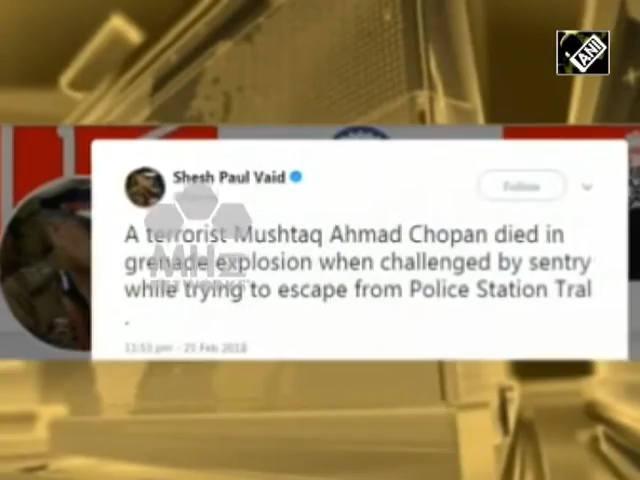 ANI
Shesh Paul Vaid
Follow
A terrorist Mushtaq Ahmad Chopan died in
grenade explosion when challenged by sentry
while trying to escape from Police Station Tral
.
11:53 pm - 25 Feb 2018